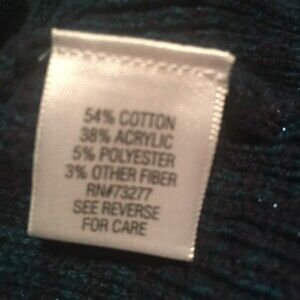 54% COTTON
38% ACRYLIC
5% POLYESTER
3% OTHER FIBER
RN#73277
SEE REVERSE
FOR CARE